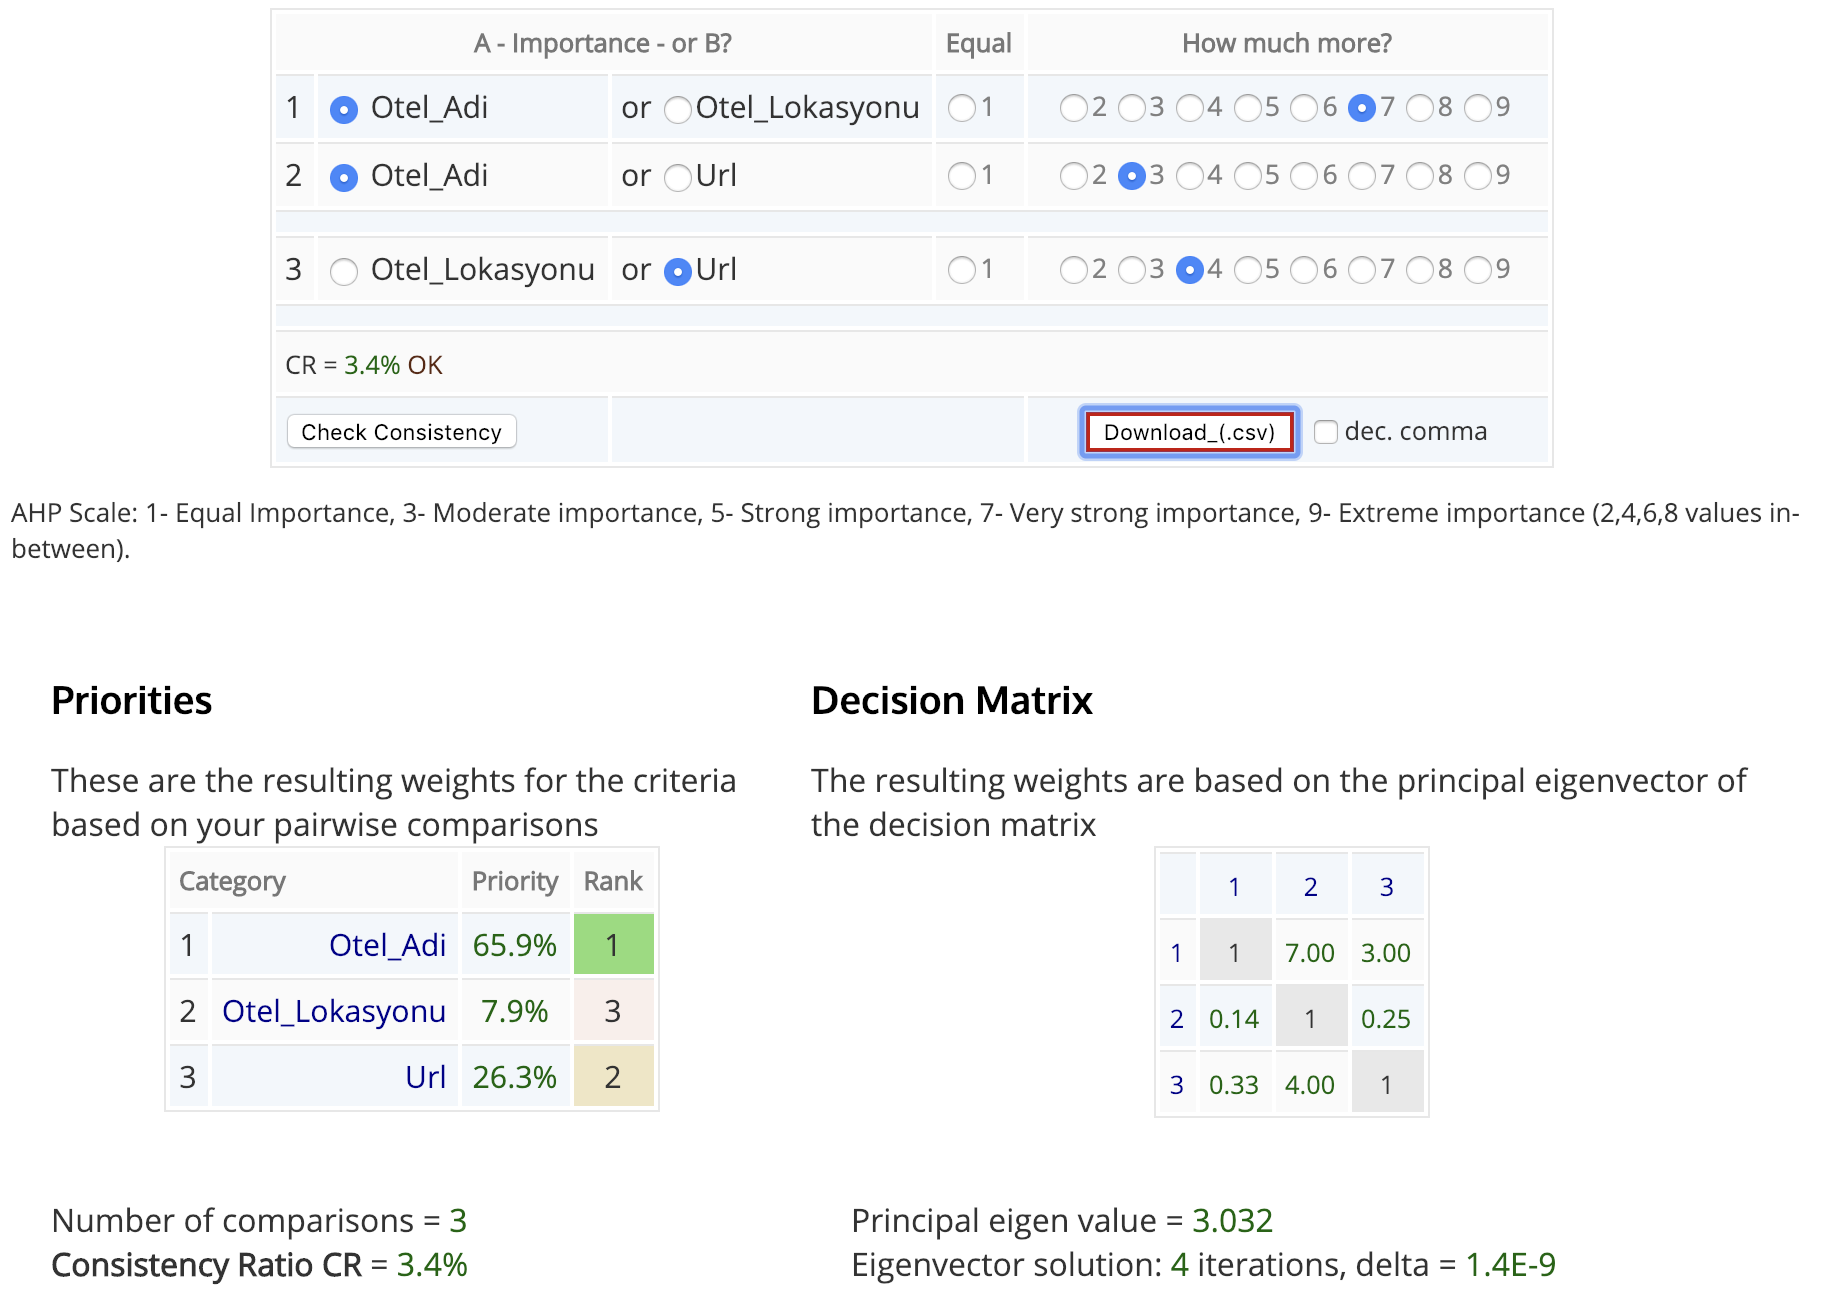 A - Importance - or B? Equal How much more?
1 Otel_Adi or Otel_Lokasyonu 1 2 3 4 5 6 7 8 9
2 Otel_Adi or Url 1 2 3 4 5 6 7 8 9
3 Otel_Lokasyonu or Url 1 2 3 4 5 6 7 8 9
CR = 3.4% OK
Check Consistency Download_(.csv) dec. comma
AHP Scale: 1- Equal Importance, 3- Moderate importance, 5- Strong importance, 7- Very strong importance, 9- Extreme importance (2,4,6,8 values in-
between).
Priorities
These are the resulting weights for the criteria
based on your pairwise comparisons
Category Priority Rank
1 Otel_Adi 65.9% 1
2 Otel_Lokasyonu 7.9% 3
3 Url 26.3% 2
Number of comparisons = 3
Consistency Ratio CR = 3.4%
Decision Matrix
The resulting weights are based on the principal eigenvector of
the decision matrix
1 2 3
1 1 7.00 3.00
2 0.14 1 0.25
3 0.33 4.00 1
Principal eigen value = 3.032
Eigenvector solution: 4 iterations, delta = 1.4E-9